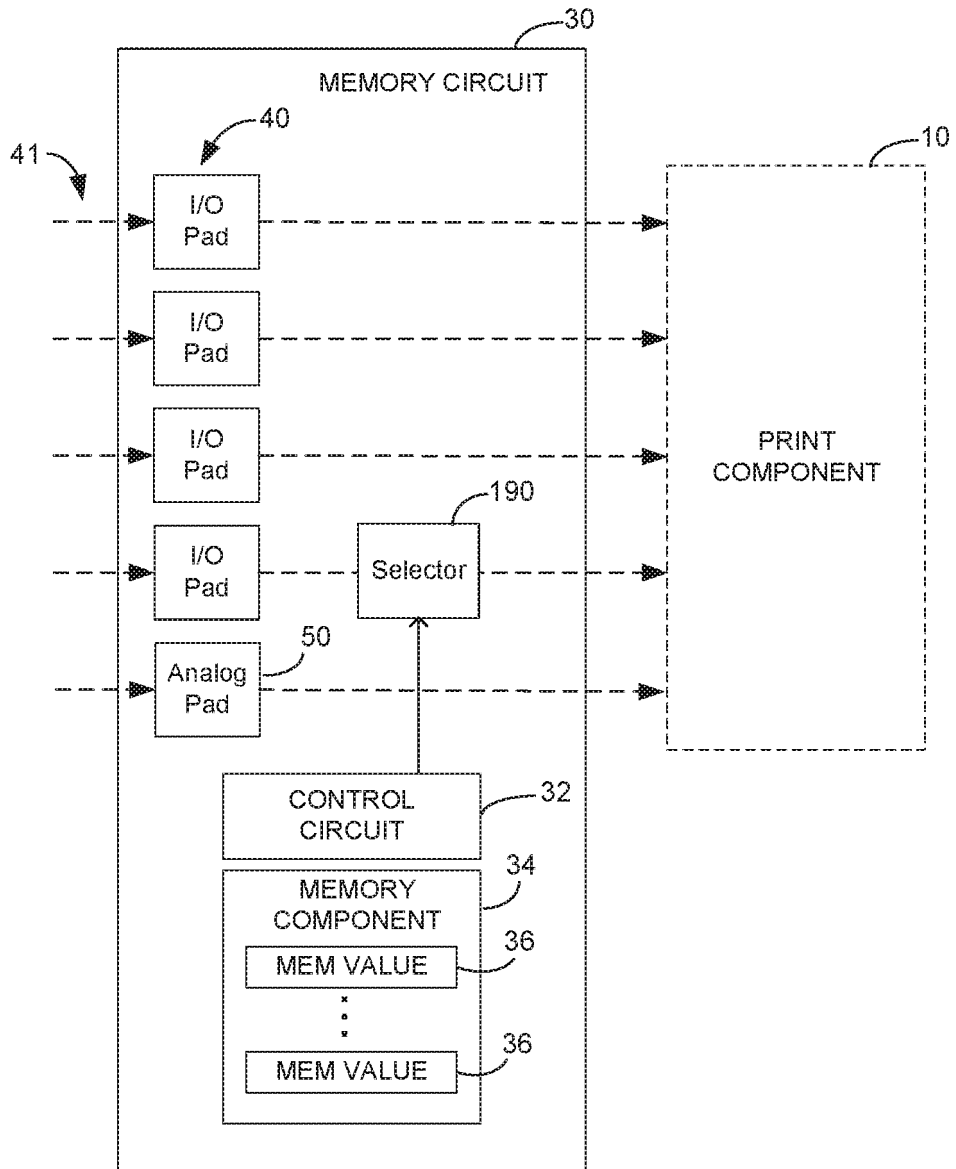 30
MEMORY CIRCUIT
40
41
10
I/O
Pad
I/O
Pad
I/O
Pad
PRINT
COMPONENT
190
I/O
Pad
Selector
50
Analog
Pad
CONTROL
CIRCUIT
32
34
MEMORY
COMPONENT
36
MEM VALUE
36
MEM VALUE